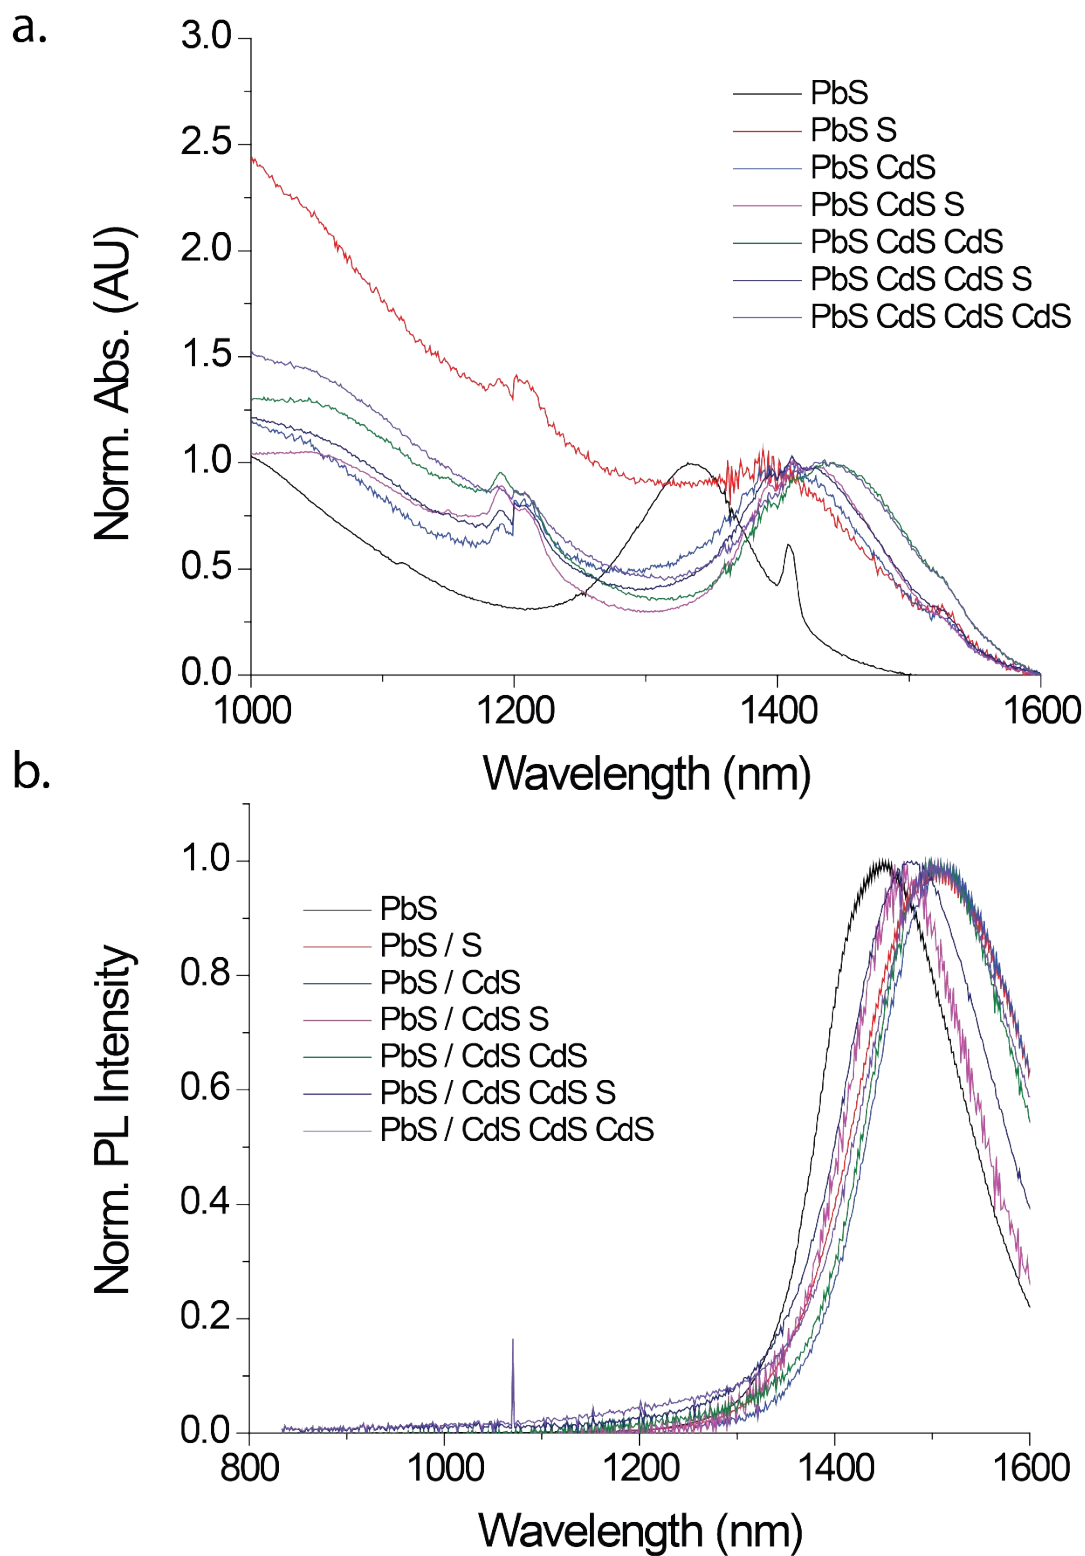 a.
3.0
2.5
2.0
1.5
1.0
0.5
0.0
Norm. Abs. (AU)
PbS
PbS S
PbS CdS
PbS CdS S
PbS CdS CdS
PbS CdS CdS S
PbS CdS CdS CdS
1000 1200 1400 1600
Wavelength (nm)
b.
1.0
0.8
0.6
0.4
0.2
0.0
Norm. PL Intensity
PbS
PbS / S
PbS / CdS
PbS / CdS S
PbS / CdS CdS
PbS / CdS CdS S
PbS / CdS CdS CdS
800 1000 1200 1400 1600
Wavelength (nm)